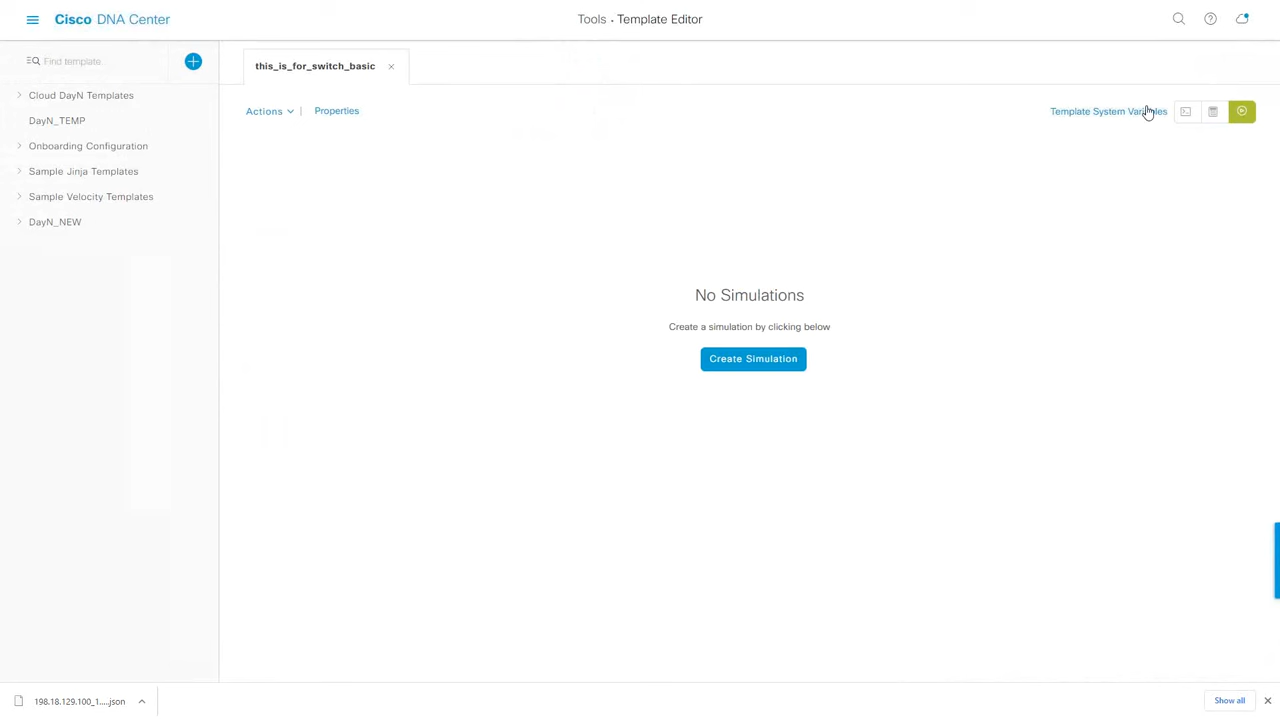 Cisco DNA Center
Tools • Template Editor
Find template...
this_is_for_switch_basic
Actions
Properties
Template System Variables
Cloud DayN Templates
DayN_TEMP
Onboarding Configuration
Sample Jinja Templates
Sample Velocity Templates
DayN_NEW
No Simulations
Create a simulation by clicking below
Create Simulation
198.18.129.100_1....json
Show all